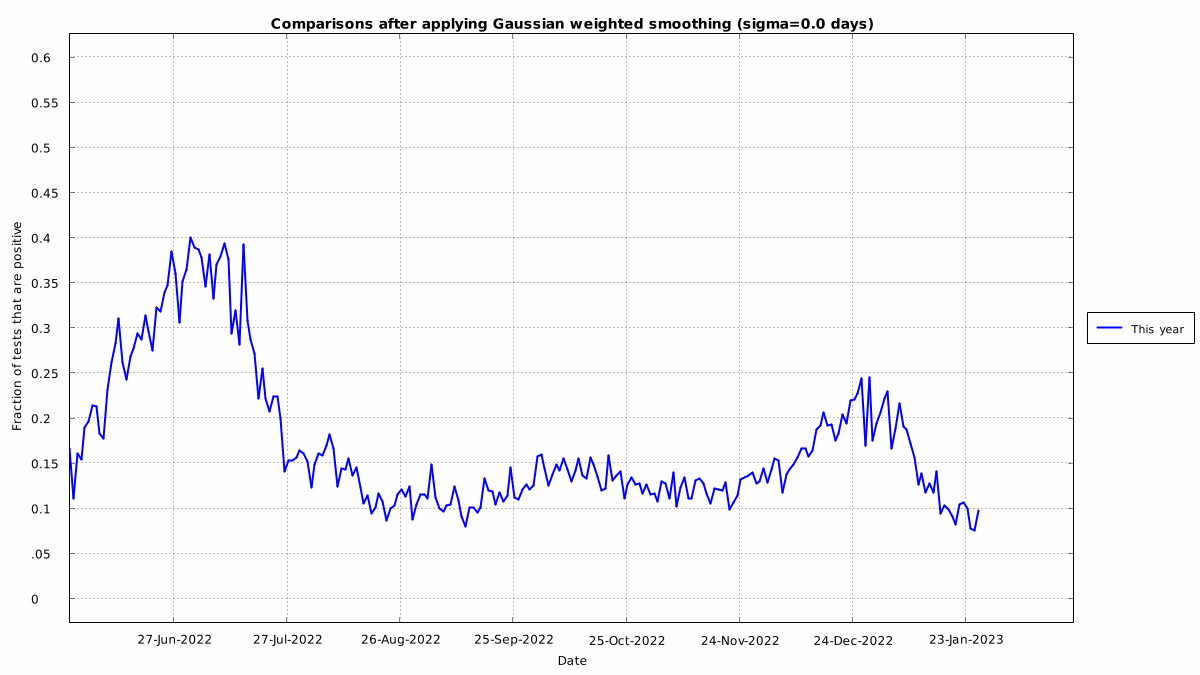 Comparisons after applying Gaussian weighted smoothing (sigma=0.0 days)
0.6
0.55
0.5
0.45
0.4
0.35
0.3
0.25
0.2
0.15
0.1
.05
0
Fraction of tests that are positive
This year
27-Jun-2022 27-Jul-2022 26-Aug-2022 25-Sep-2022 25-Oct-2022 24-Nov-2022 24-Dec-2022 23-Jan-2023
Date